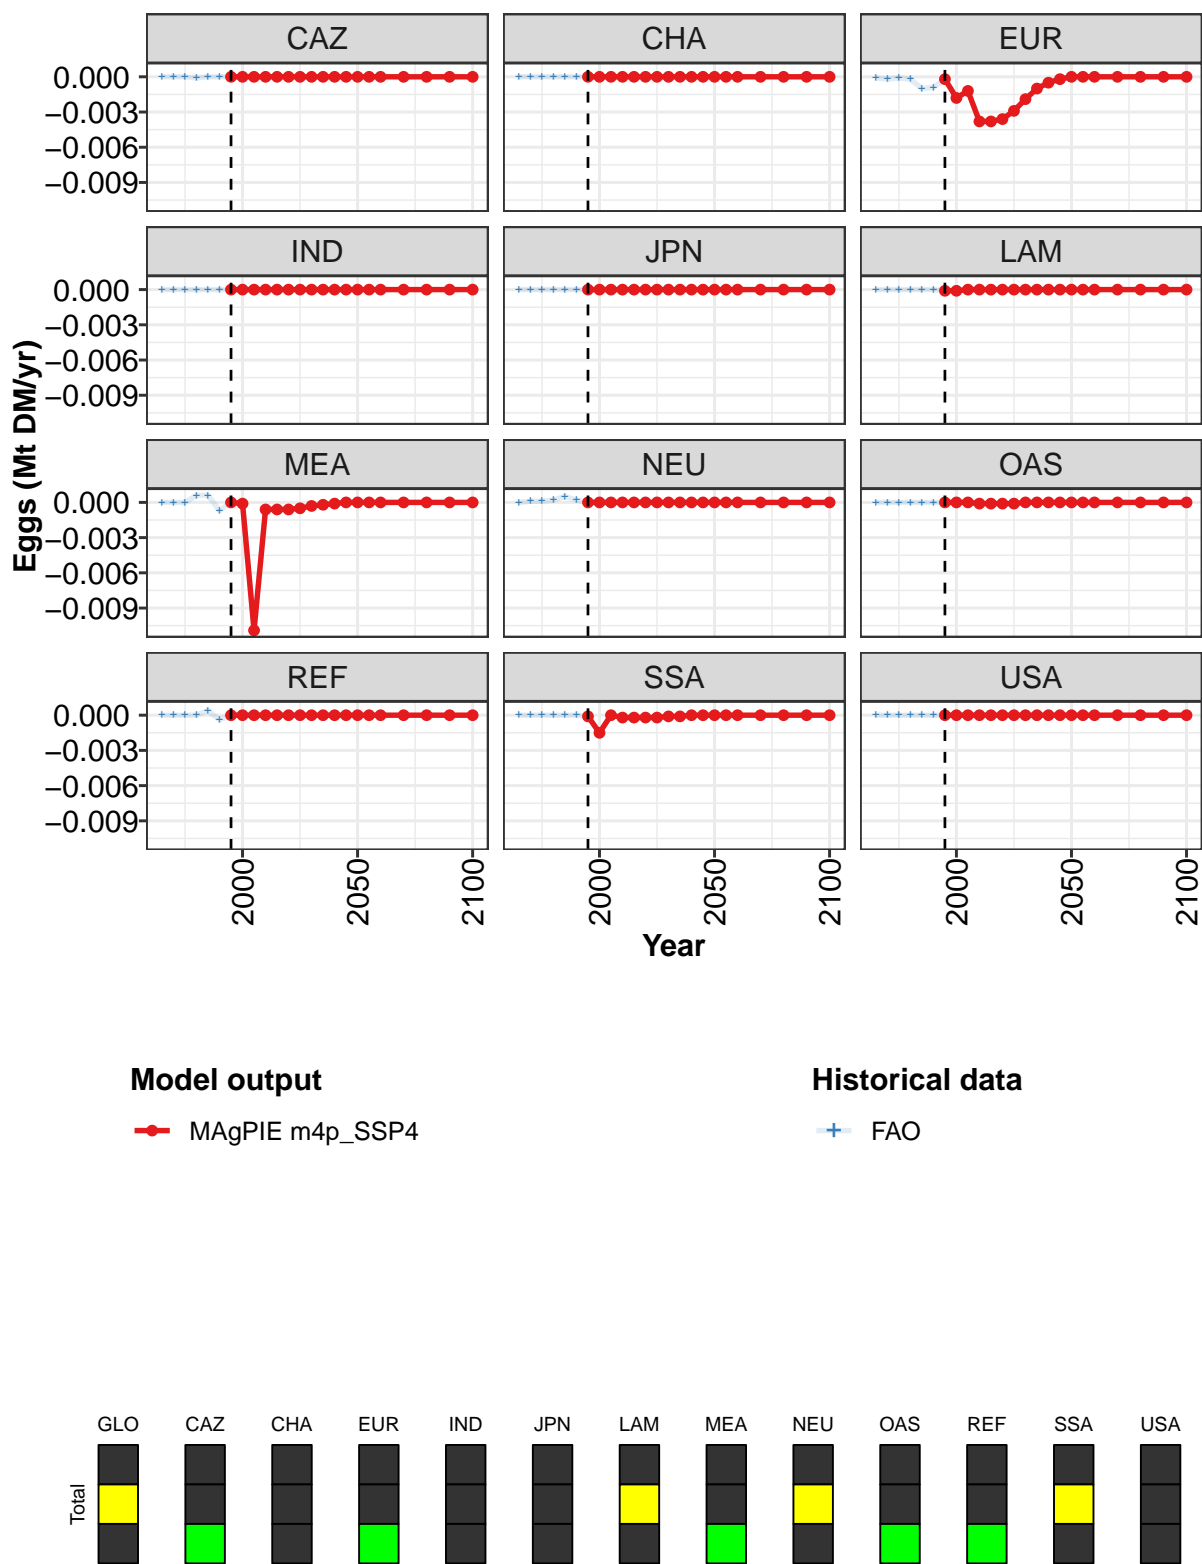 CAZ CHA EUR
0.000
−0.003
−0.006
−0.009
IND JPN LAM
0.000
−0.003
−0.006
−0.009
MEA NEU OAS
0.000
−0.003
−0.006
−0.009
REF SSA USA
0.000
−0.003
−0.006
−0.009
Eggs (Mt DM/yr)
2000 2050 2100 2000 2050 2100 2000 2050 2100
Year
Model output Historical data
MAgPIE m4p_SSP4 FAO
GLO CAZ CHA EUR IND JPN LAM MEA NEU OAS REF SSA USA
Total